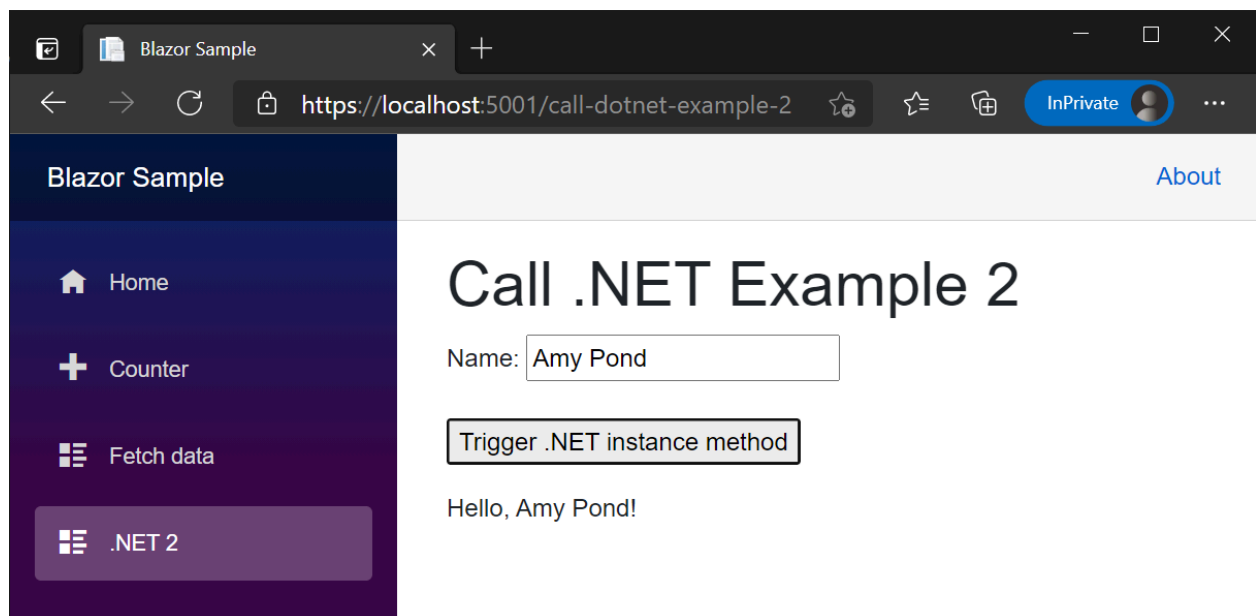 Blazor Sample
https://localhost:5001/call-dotnet-example-2
InPrivate
Blazor Sample
About
Home
Counter
Fetch data
.NET 2
Call .NET Example 2
Name: Amy Pond
Trigger .NET instance method
Hello, Amy Pond!